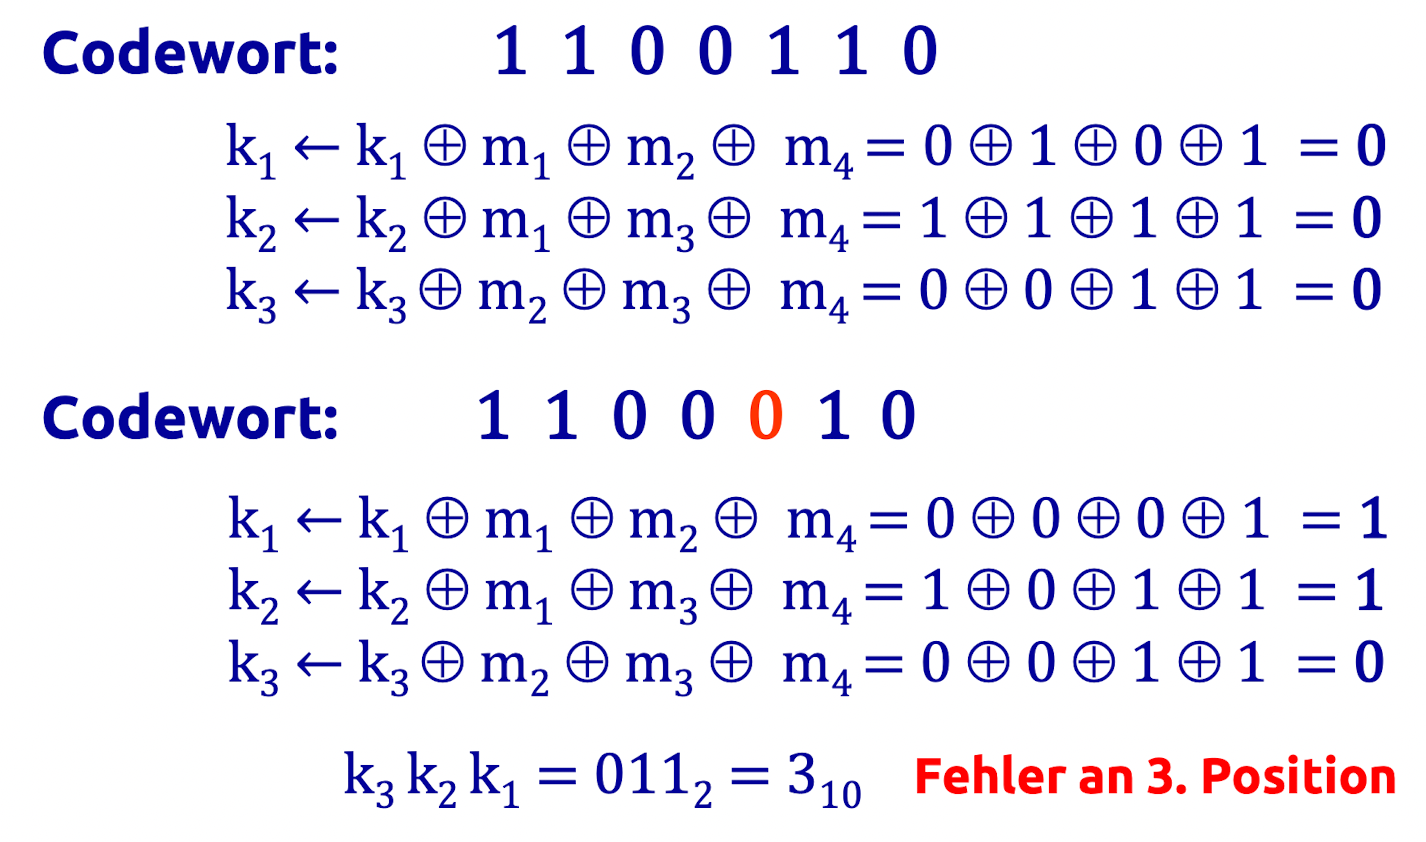 Codewort: 1 1 0 0 1 1 0
k₁ ← k₁ ⊕ m₁ ⊕ m₂ ⊕ m₄ = 0 ⊕ 1 ⊕ 0 ⊕ 1 = 0
k₂ ← k₂ ⊕ m₁ ⊕ m₃ ⊕ m₄ = 1 ⊕ 1 ⊕ 1 ⊕ 1 = 0
k₃ ← k₃ ⊕ m₂ ⊕ m₃ ⊕ m₄ = 0 ⊕ 0 ⊕ 1 ⊕ 1 = 0
Codewort: 1 1 0 0 0 1 0
k₁ ← k₁ ⊕ m₁ ⊕ m₂ ⊕ m₄ = 0 ⊕ 0 ⊕ 0 ⊕ 1 = 1
k₂ ← k₂ ⊕ m₁ ⊕ m₃ ⊕ m₄ = 1 ⊕ 0 ⊕ 1 ⊕ 1 = 1
k₃ ← k₃ ⊕ m₂ ⊕ m₃ ⊕ m₄ = 0 ⊕ 0 ⊕ 1 ⊕ 1 = 0
k₃ k₂ k₁ = 011₂ = 3₁₀ Fehler an 3. Position